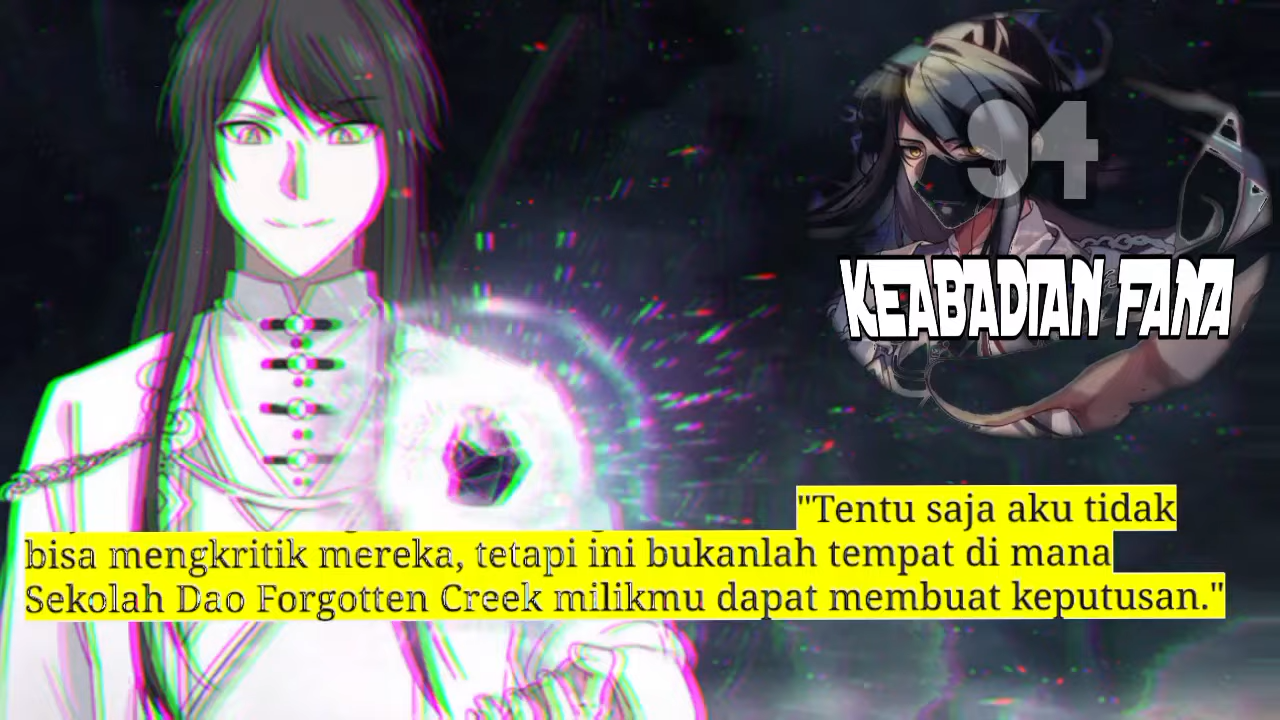 94
KEABADIAN FANA
"Tentu saja aku tidak
bisa mengkritik mereka, tetapi ini bukanlah tempat di mana
Sekolah Dao Forgotten Creek milikmu dapat membuat keputusan."